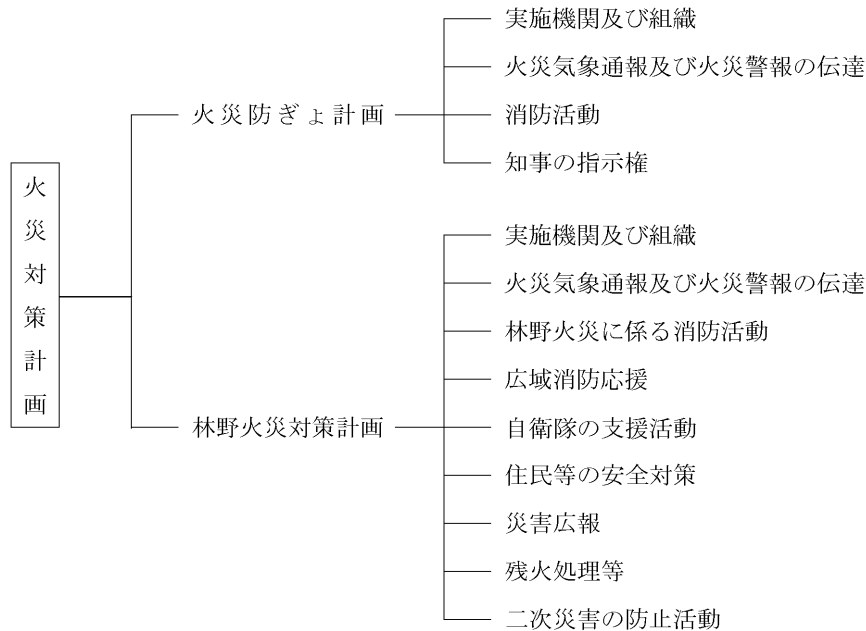 火災対策計画
火災防ぎょ計画
実施機関及び組織
火災気象通報及び火災警報の伝達
消防活動
知事の指示権
林野火災対策計画
実施機関及び組織
火災気象通報及び火災警報の伝達
林野火災に係る消防活動
広域消防応援
自衛隊の支援活動
住民等の安全対策
災害広報
残火処理等
二次災害の防止活動